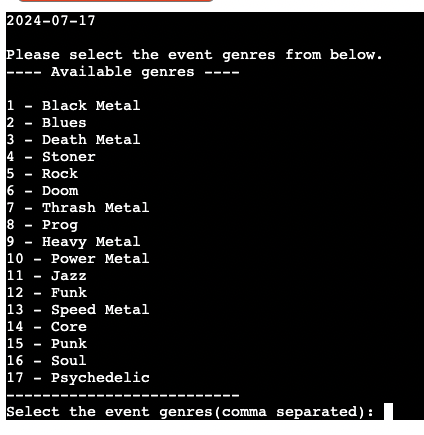 2024-07-17
Please select the event genres from below.
---- Available genres ----
1 - Black Metal
2 - Blues
3 - Death Metal
4 - Stoner
5 - Rock
6 - Doom
7 - Thrash Metal
8 - Prog
9 - Heavy Metal
10 - Power Metal
11 - Jazz
12 - Funk
13 - Speed Metal
14 - Core
15 - Punk
16 - Soul
17 - Psychedelic
--------------------------
Select the event genres(comma separated):